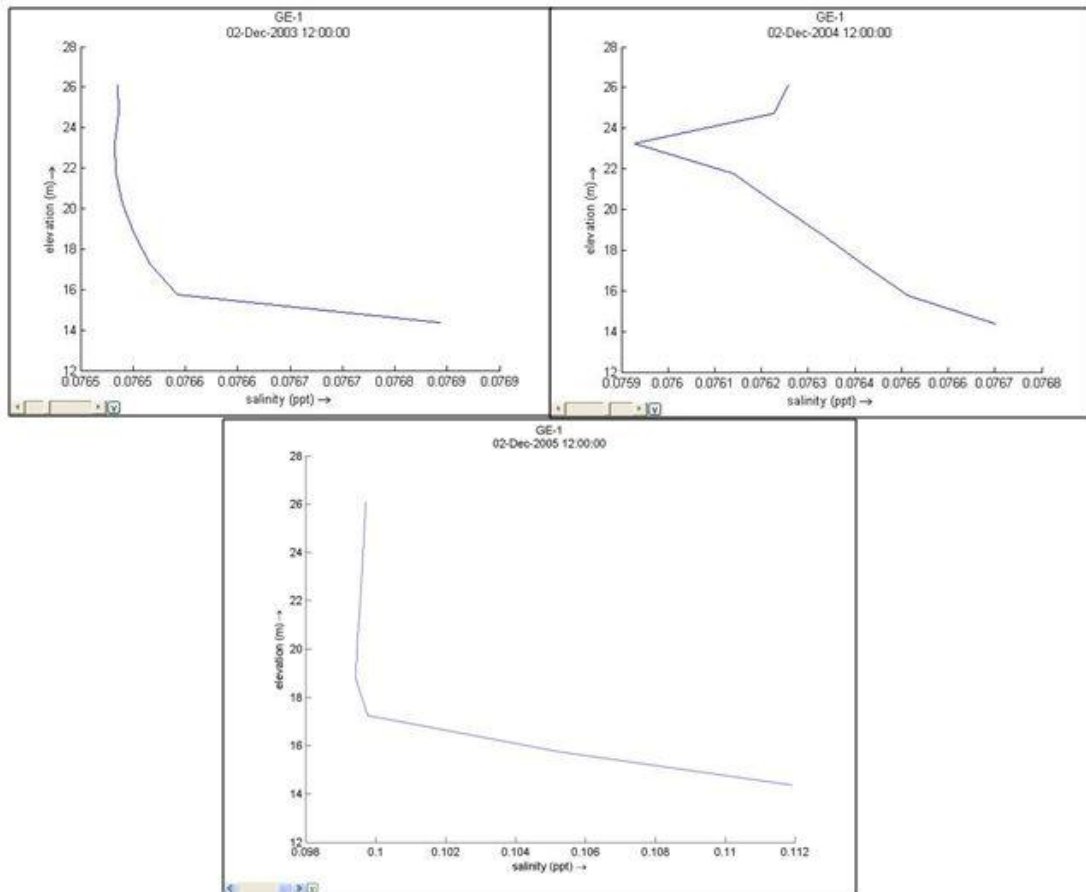 GE-1
02-Dec-2003 12:00:00
28
26
24
22
20
18
16
14
12
elevation (m) →
0.0765 0.0765 0.0766 0.0766 0.0767 0.0767 0.0768 0.0769 0.0769
salinity (ppt) →
v
GE-1
02-Dec-2004 12:00:00
28
26
24
22
20
18
16
14
12
elevation (m) →
0.0759 0.076 0.0761 0.0762 0.0763 0.0764 0.0765 0.0766 0.0767 0.0768
salinity (ppt) →
v
GE-1
02-Dec-2005 12:00:00
28
26
24
22
20
18
16
14
12
elevation (m) →
0.098 0.1 0.102 0.104 0.106 0.108 0.11 0.112
salinity (ppt) →
v